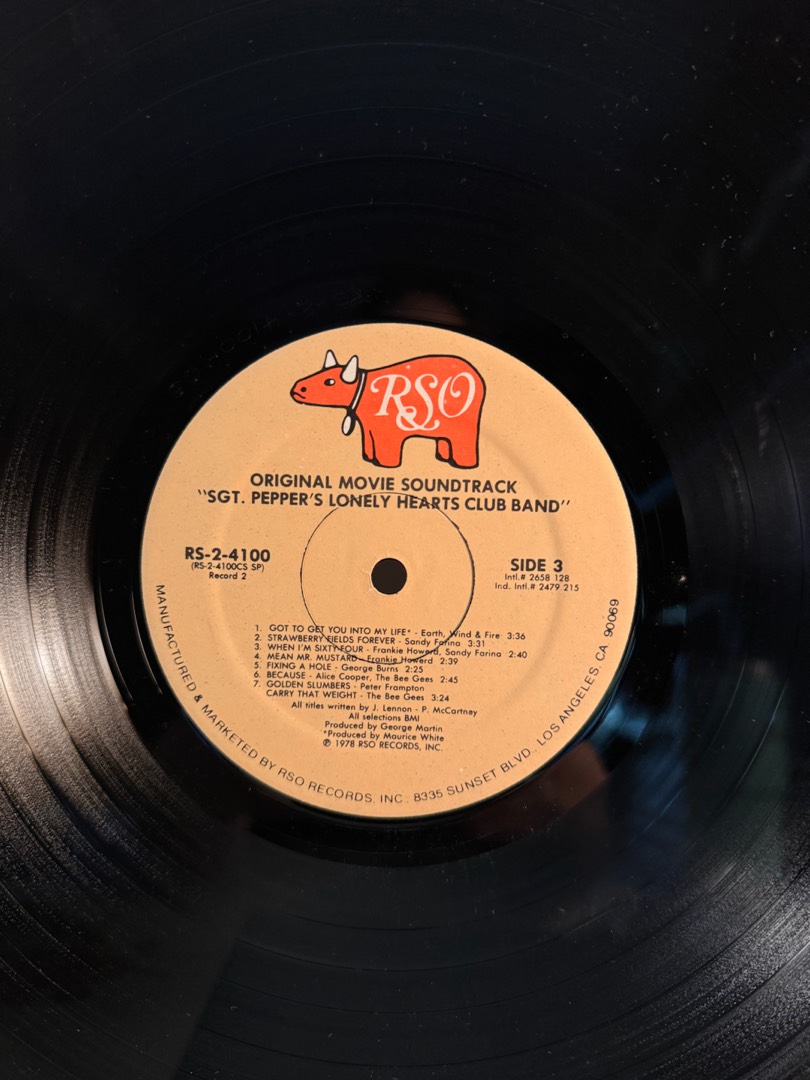 RSO
ORIGINAL MOVIE SOUNDTRACK
"SGT. PEPPER'S LONELY HEARTS CLUB BAND"
RS-2-4100
(RS-2-4100CS SP)
Record 2
SIDE 3
Intl.# 2658 128
Ind. Intl.# 2479 215
1. GOT TO GET YOU INTO MY LIFE* - Earth, Wind & Fire 3:36
2. STRAWBERRY FIELDS FOREVER - Sandy Farina 3:31
3. WHEN I'M SIXTY-FOUR - Frankie Howerd, Sandy Farina 2:40
4. MEAN MR. MUSTARD - Frankie Howerd 2:39
5. FIXING A HOLE - George Burns 2:25
6. BECAUSE - Alice Cooper, The Bee Gees 2:45
7. GOLDEN SLUMBERS - Peter Frampton
CARRY THAT WEIGHT - The Bee Gees 3:24
All titles written by J. Lennon - P. McCartney
All selections BMI
Produced by George Martin
*Produced by Maurice White
℗ 1978 RSO RECORDS, INC.
MANUFACTURED & MARKETED BY RSO RECORDS, INC., 8335 SUNSET BLVD., LOS ANGELES, CA 90069